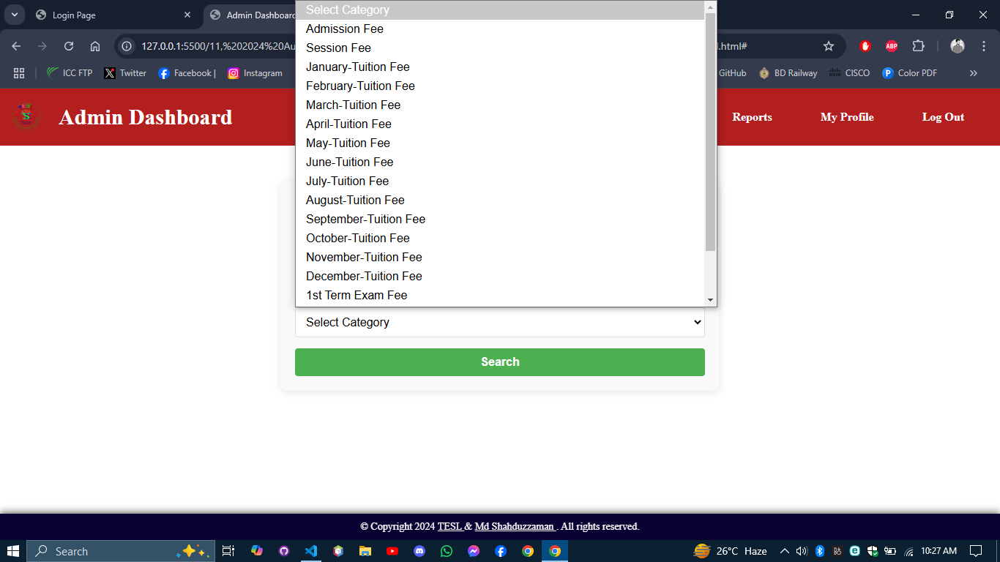 Login Page
Admin Dashboard
127.0.0.1:5500/11,%202024%20Au
l.html#
ABP
ICC FTP
Twitter
Facebook |
Instagram
GitHub
BD Railway
CISCO
Color PDF
Admin Dashboard
Reports
My Profile
Log Out
Select Category
Admission Fee
Session Fee
January-Tuition Fee
February-Tuition Fee
March-Tuition Fee
April-Tuition Fee
May-Tuition Fee
June-Tuition Fee
July-Tuition Fee
August-Tuition Fee
September-Tuition Fee
October-Tuition Fee
November-Tuition Fee
December-Tuition Fee
1st Term Exam Fee
Select Category
Search
© Copyright 2024 TESL & Md Shahduzzaman . All rights reserved.
Search
26°C Haze
10:27 AM